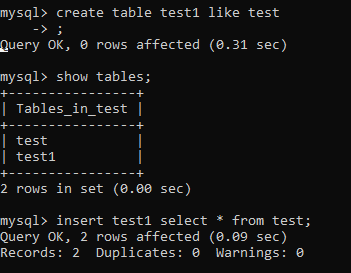 mysql> create table test1 like test
    -> ;
Query OK, 0 rows affected (0.31 sec)
mysql> show tables;
+----------------+
| Tables_in_test |
+----------------+
| test           |
| test1          |
+----------------+
2 rows in set (0.00 sec)
mysql> insert test1 select * from test;
Query OK, 2 rows affected (0.09 sec)
Records: 2  Duplicates: 0  Warnings: 0